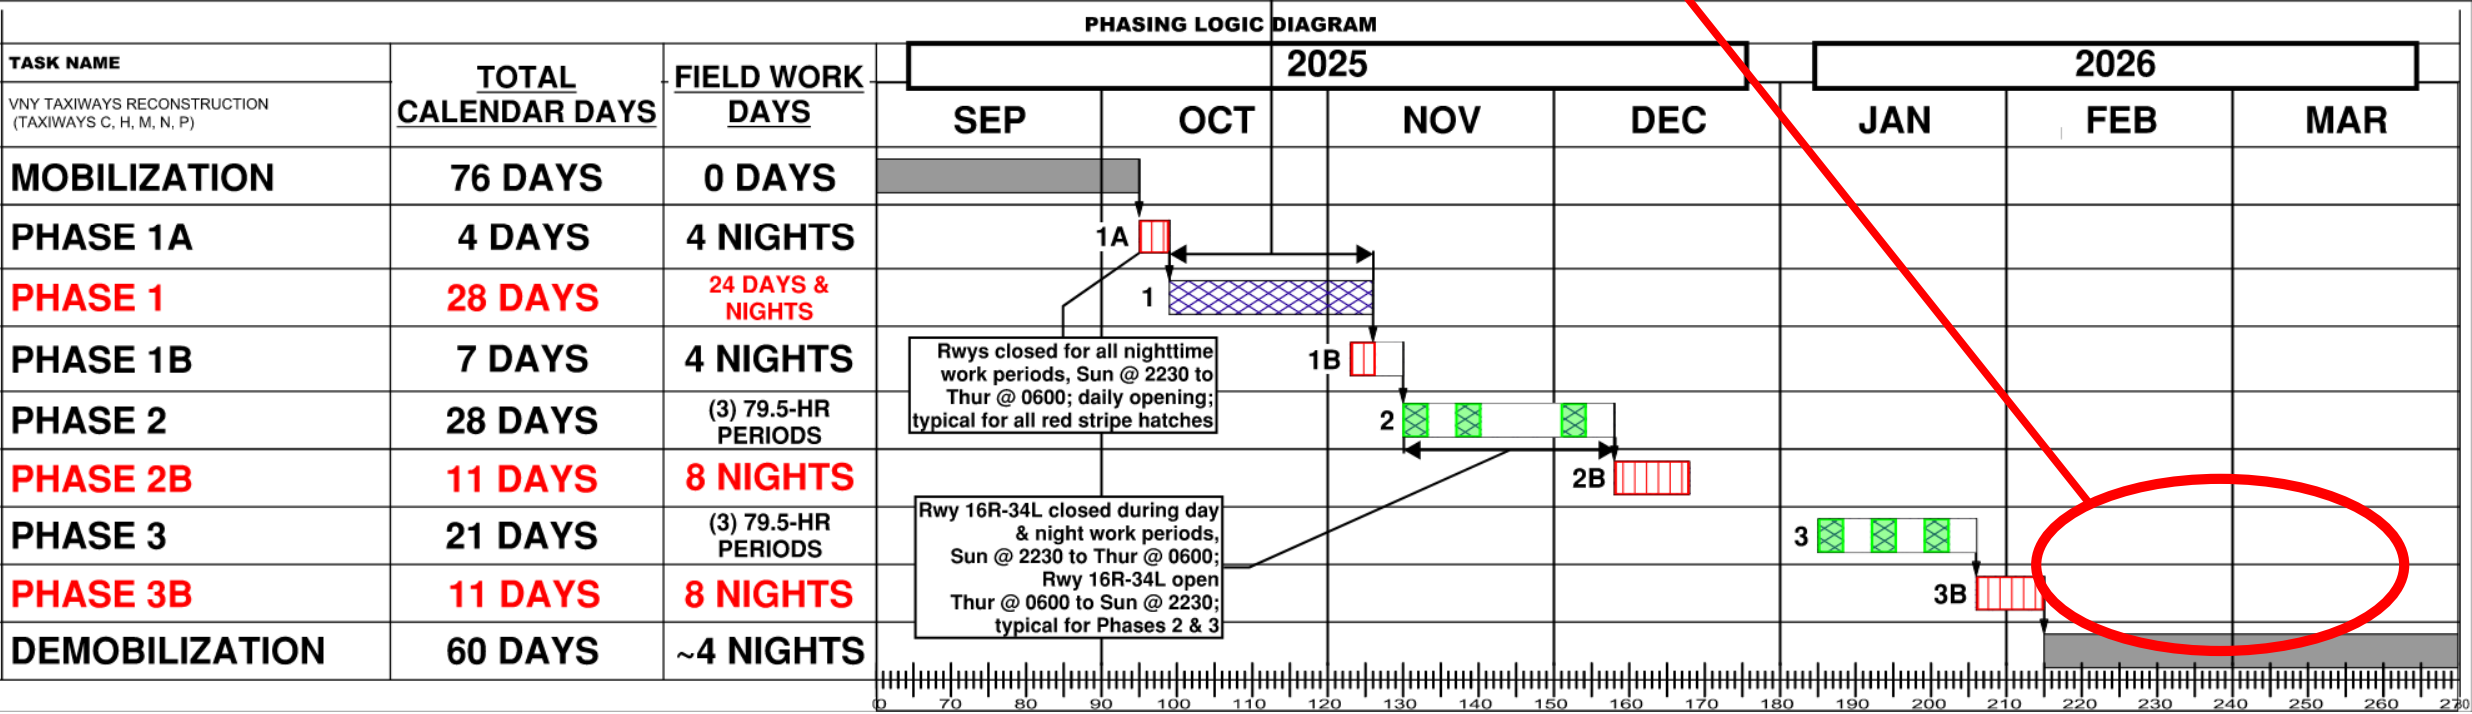 PHASING LOGIC DIAGRAM
TASK NAME
TOTAL
CALENDAR DAYS
FIELD WORK
DAYS
2025
2026
VNY TAXIWAYS RECONSTRUCTION
(TAXIWAYS C, H, M, N, P)
SEP
OCT
NOV
DEC
JAN
FEB
MAR
MOBILIZATION
76 DAYS
0 DAYS
PHASE 1A
4 DAYS
4 NIGHTS
1A
PHASE 1
28 DAYS
24 DAYS &
NIGHTS
1
PHASE 1B
7 DAYS
4 NIGHTS
1B
Rwys closed for all nighttime
work periods, Sun @ 2230 to
Thur @ 0600; daily opening;
typical for all red stripe hatches
PHASE 2
28 DAYS
(3) 79.5-HR
PERIODS
2
PHASE 2B
11 DAYS
8 NIGHTS
2B
Rwy 16R-34L closed during day
& night work periods,
Sun @ 2230 to Thur @ 0600;
Rwy 16R-34L open
Thur @ 0600 to Sun @ 2230;
typical for Phases 2 & 3
PHASE 3
21 DAYS
(3) 79.5-HR
PERIODS
3
PHASE 3B
11 DAYS
8 NIGHTS
3B
DEMOBILIZATION
60 DAYS
~4 NIGHTS
70 80 90 100 110 120 130 140 150 160 170 180 190 200 210 220 230 240 250 260